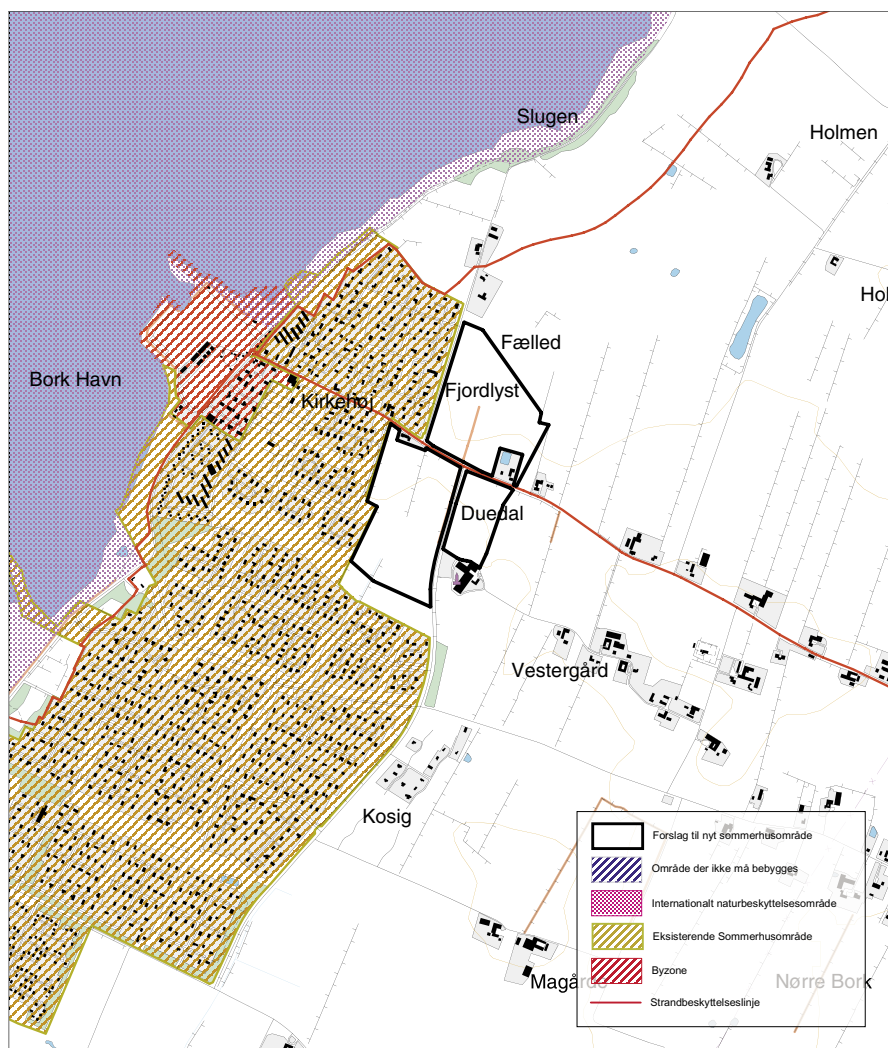 Slugen
Holmen
Hol
Fælled
Bork Havn
Fjordlyst
Kirkehøj
Duedal
Vestergård
Kosig
Forslag til nyt sommerhusområde
Område der ikke må bebygges
Internationalt naturbeskyttelsesområde
Eksisterende Sommerhusområde
Byzone
Magårde
Nørre Bork
Strandbeskyttelseslinje